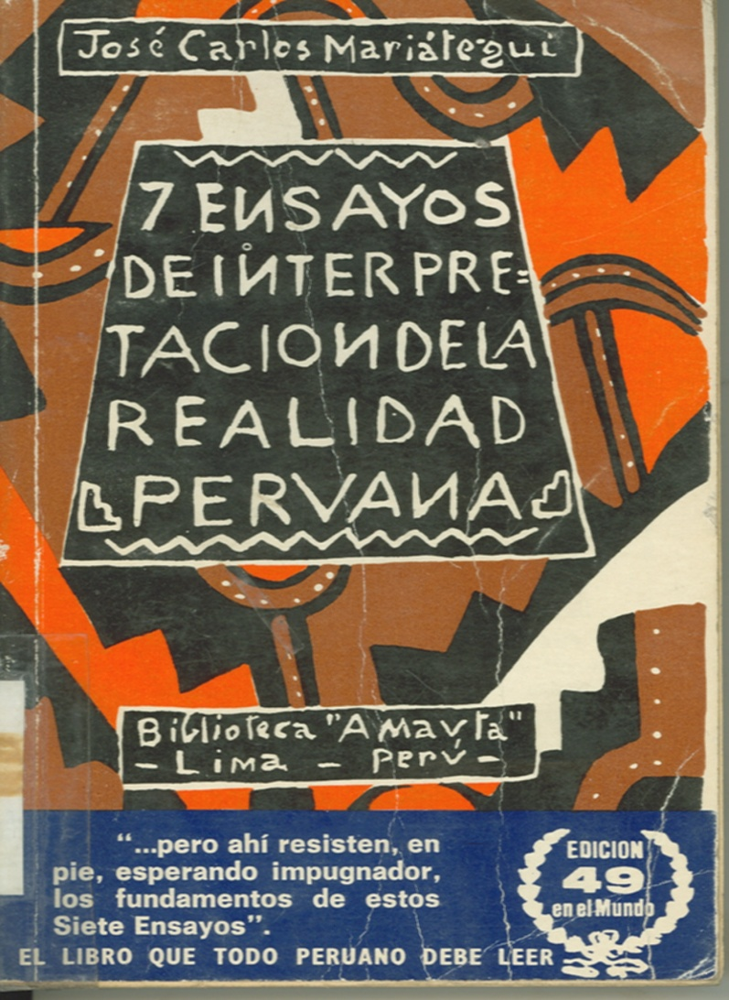 José Carlos Mariátegui
7 ENSAYOS
DE INTERPRE=
TACION DE LA
REALIDAD
PERVANA
Biblioteca "AMavta"
- Lima - Perú -
“...pero ahí resisten, en
pie, esperando impugnador,
los fundamentos de estos
Siete Ensayos”.
EDICION
49
en el Mundo
EL LIBRO QUE TODO PERUANO DEBE LEER